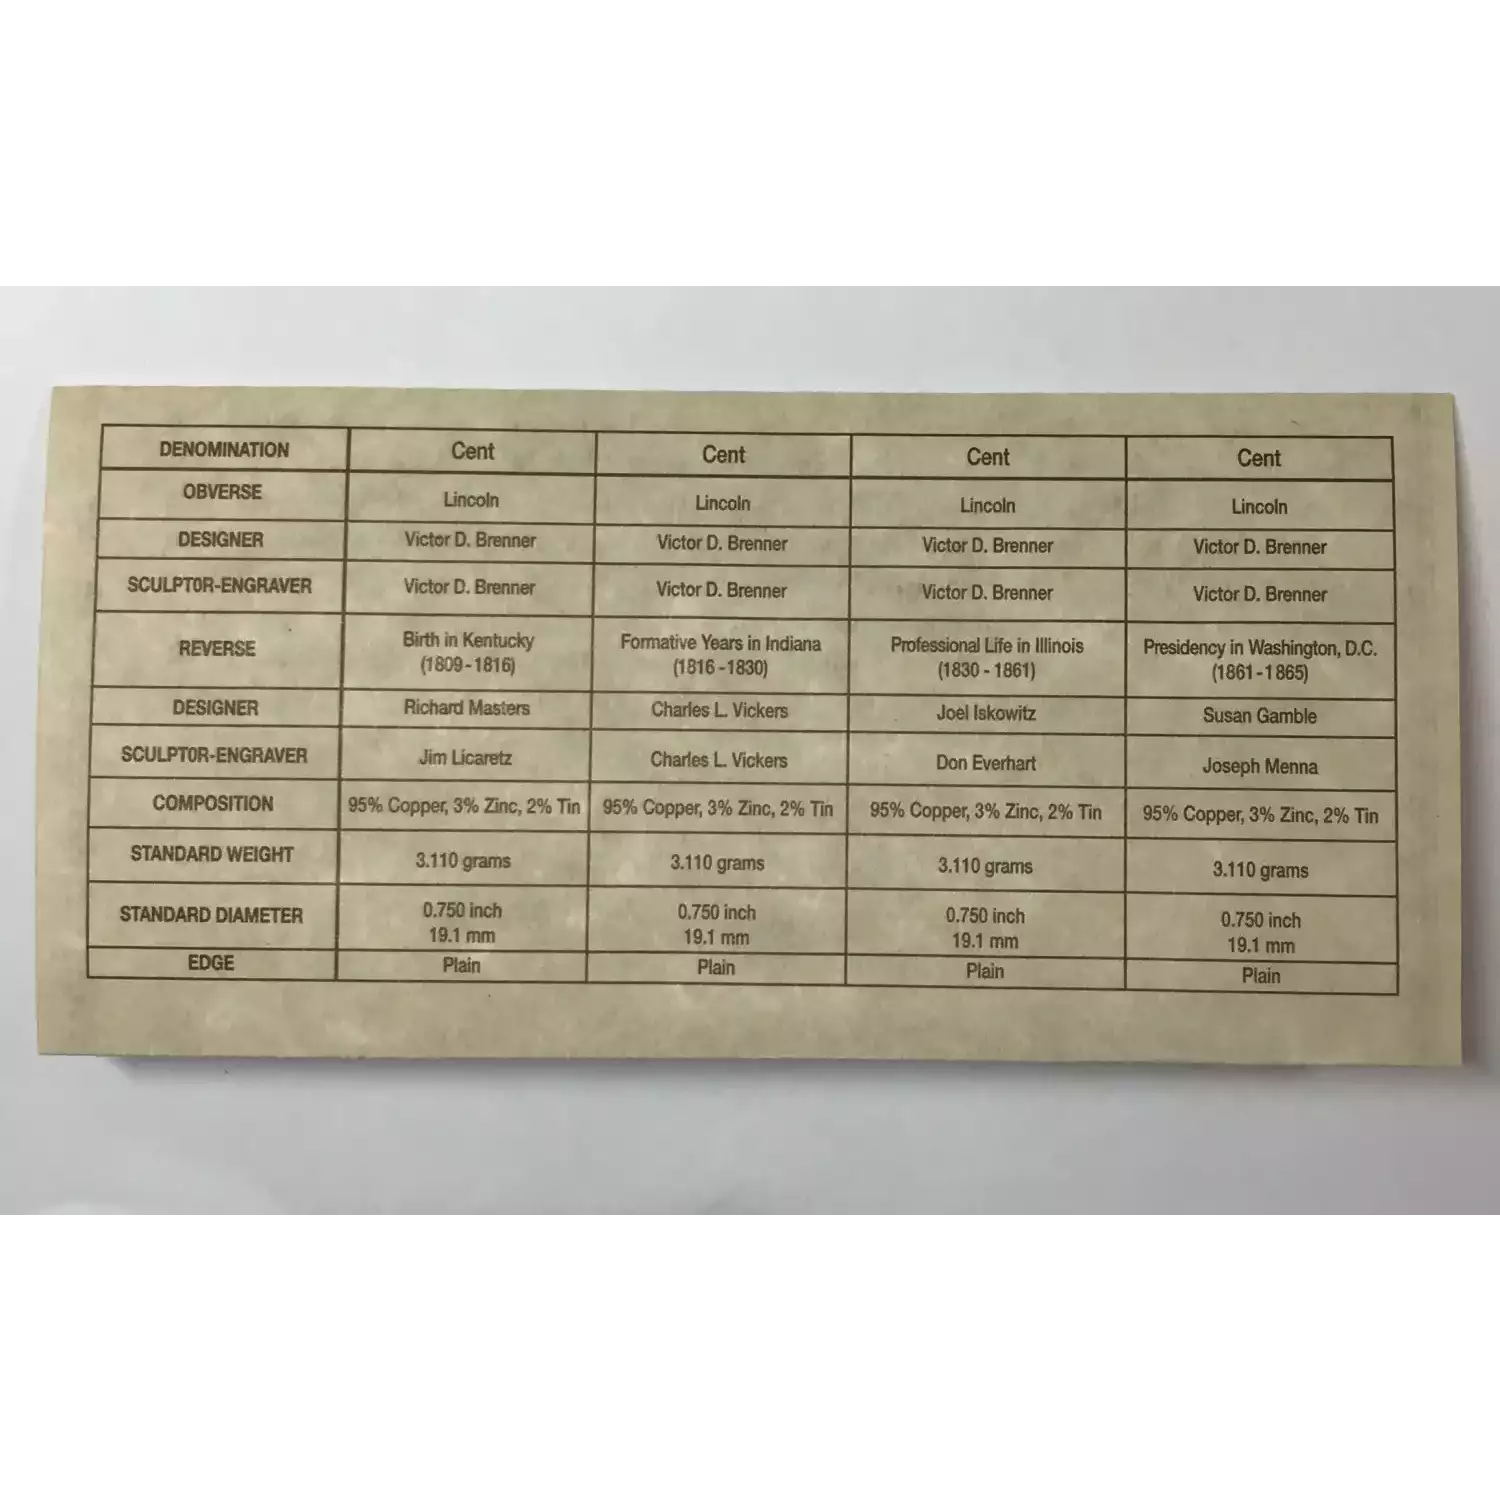 DENOMINATION Cent Cent Cent Cent
OBVERSE Lincoln Lincoln Lincoln Lincoln
DESIGNER Victor D. Brenner Victor D. Brenner Victor D. Brenner Victor D. Brenner
SCULPTOR-ENGRAVER Victor D. Brenner Victor D. Brenner Victor D. Brenner Victor D. Brenner
REVERSE Birth in Kentucky Formative Years in Indiana Professional Life in Illinois Presidency in Washington, D.C.
(1809-1816) (1816-1830) (1830-1861) (1861-1865)
DESIGNER Richard Masters Charles L. Vickers Joel Iskowitz Susan Gamble
SCULPTOR-ENGRAVER Jim Licaretz Charles L. Vickers Don Everhart Joseph Menna
COMPOSITION 95% Copper, 3% Zinc, 2% Tin 95% Copper, 3% Zinc, 2% Tin 95% Copper, 3% Zinc, 2% Tin 95% Copper, 3% Zinc, 2% Tin
STANDARD WEIGHT 3.110 grams 3.110 grams 3.110 grams 3.110 grams
STANDARD DIAMETER 0.750 inch 0.750 inch 0.750 inch 0.750 inch
19.1 mm 19.1 mm 19.1 mm 19.1 mm
EDGE Plain Plain Plain Plain